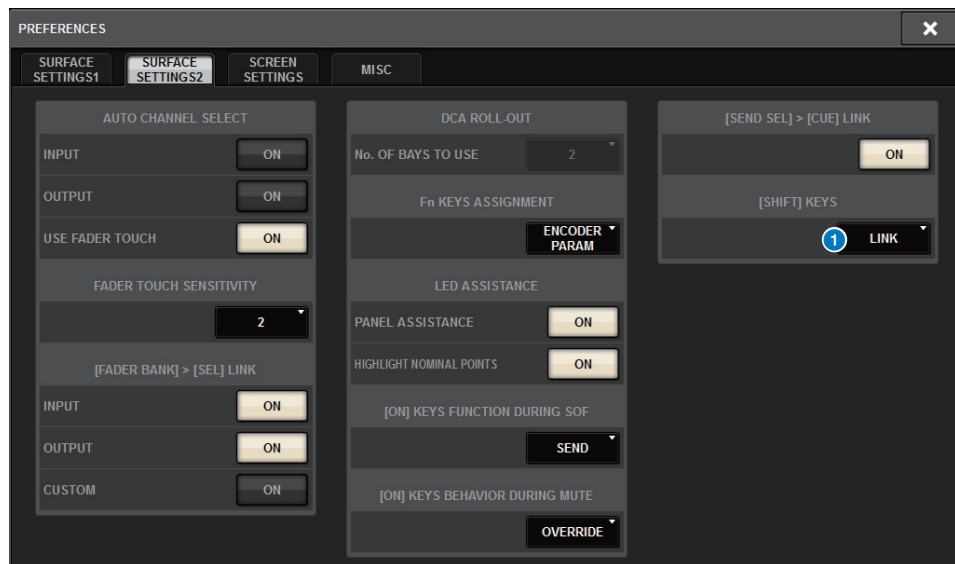 PREFERENCES
SURFACE
SETTINGS1
SURFACE
SETTINGS2
SCREEN
SETTINGS
MISC
AUTO CHANNEL SELECT
INPUT ON
OUTPUT ON
USE FADER TOUCH ON
FADER TOUCH SENSITIVITY
2
[FADER BANK] > [SEL] LINK
INPUT ON
OUTPUT ON
CUSTOM ON
DCA ROLL-OUT
No. OF BAYS TO USE 2
Fn KEYS ASSIGNMENT
ENCODER
PARAM
LED ASSISTANCE
PANEL ASSISTANCE ON
HIGHLIGHT NOMINAL POINTS ON
[ON] KEYS FUNCTION DURING SOF
SEND
[ON] KEYS BEHAVIOR DURING MUTE
OVERRIDE
[SEND SEL] > [CUE] LINK
ON
[SHIFT] KEYS
1 LINK